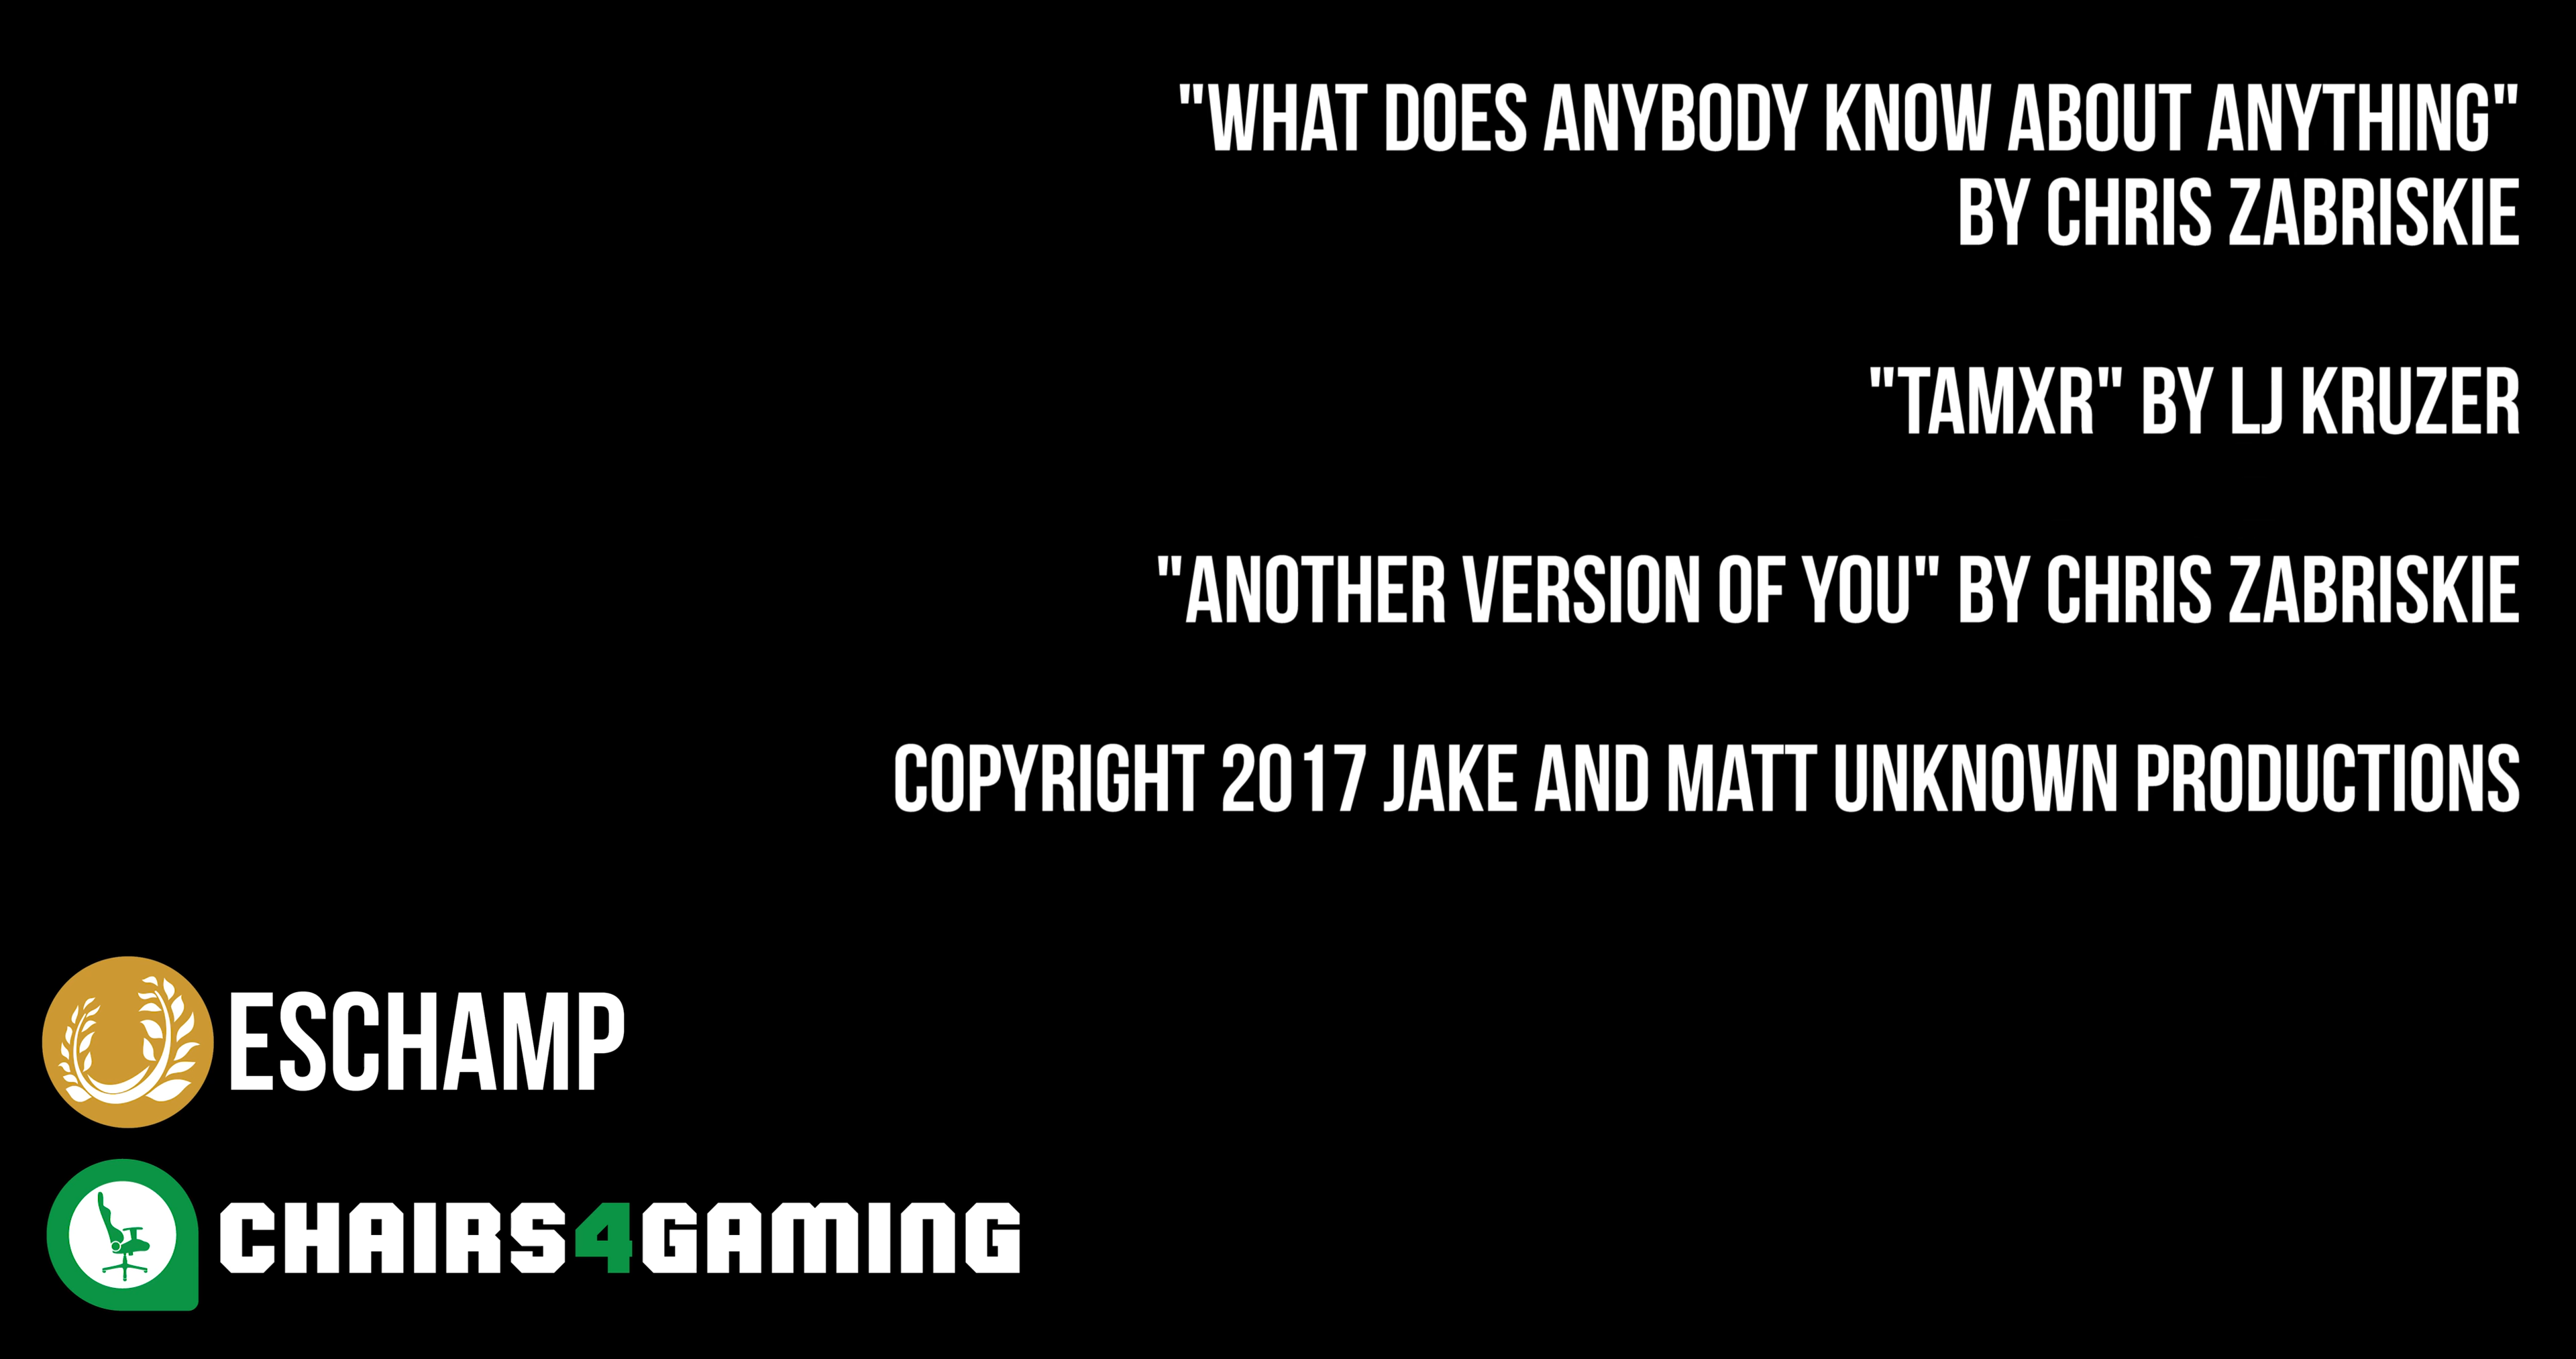 "WHAT DOES ANYBODY KNOW ABOUT ANYTHING"
BY CHRIS ZABRISKIE
"TAMXR" BY LJ KRUZER
"ANOTHER VERSION OF YOU" BY CHRIS ZABRISKIE
COPYRIGHT 2017 JAKE AND MATT UNKNOWN PRODUCTIONS
ESCHAMP
CHAIRS4GAMING